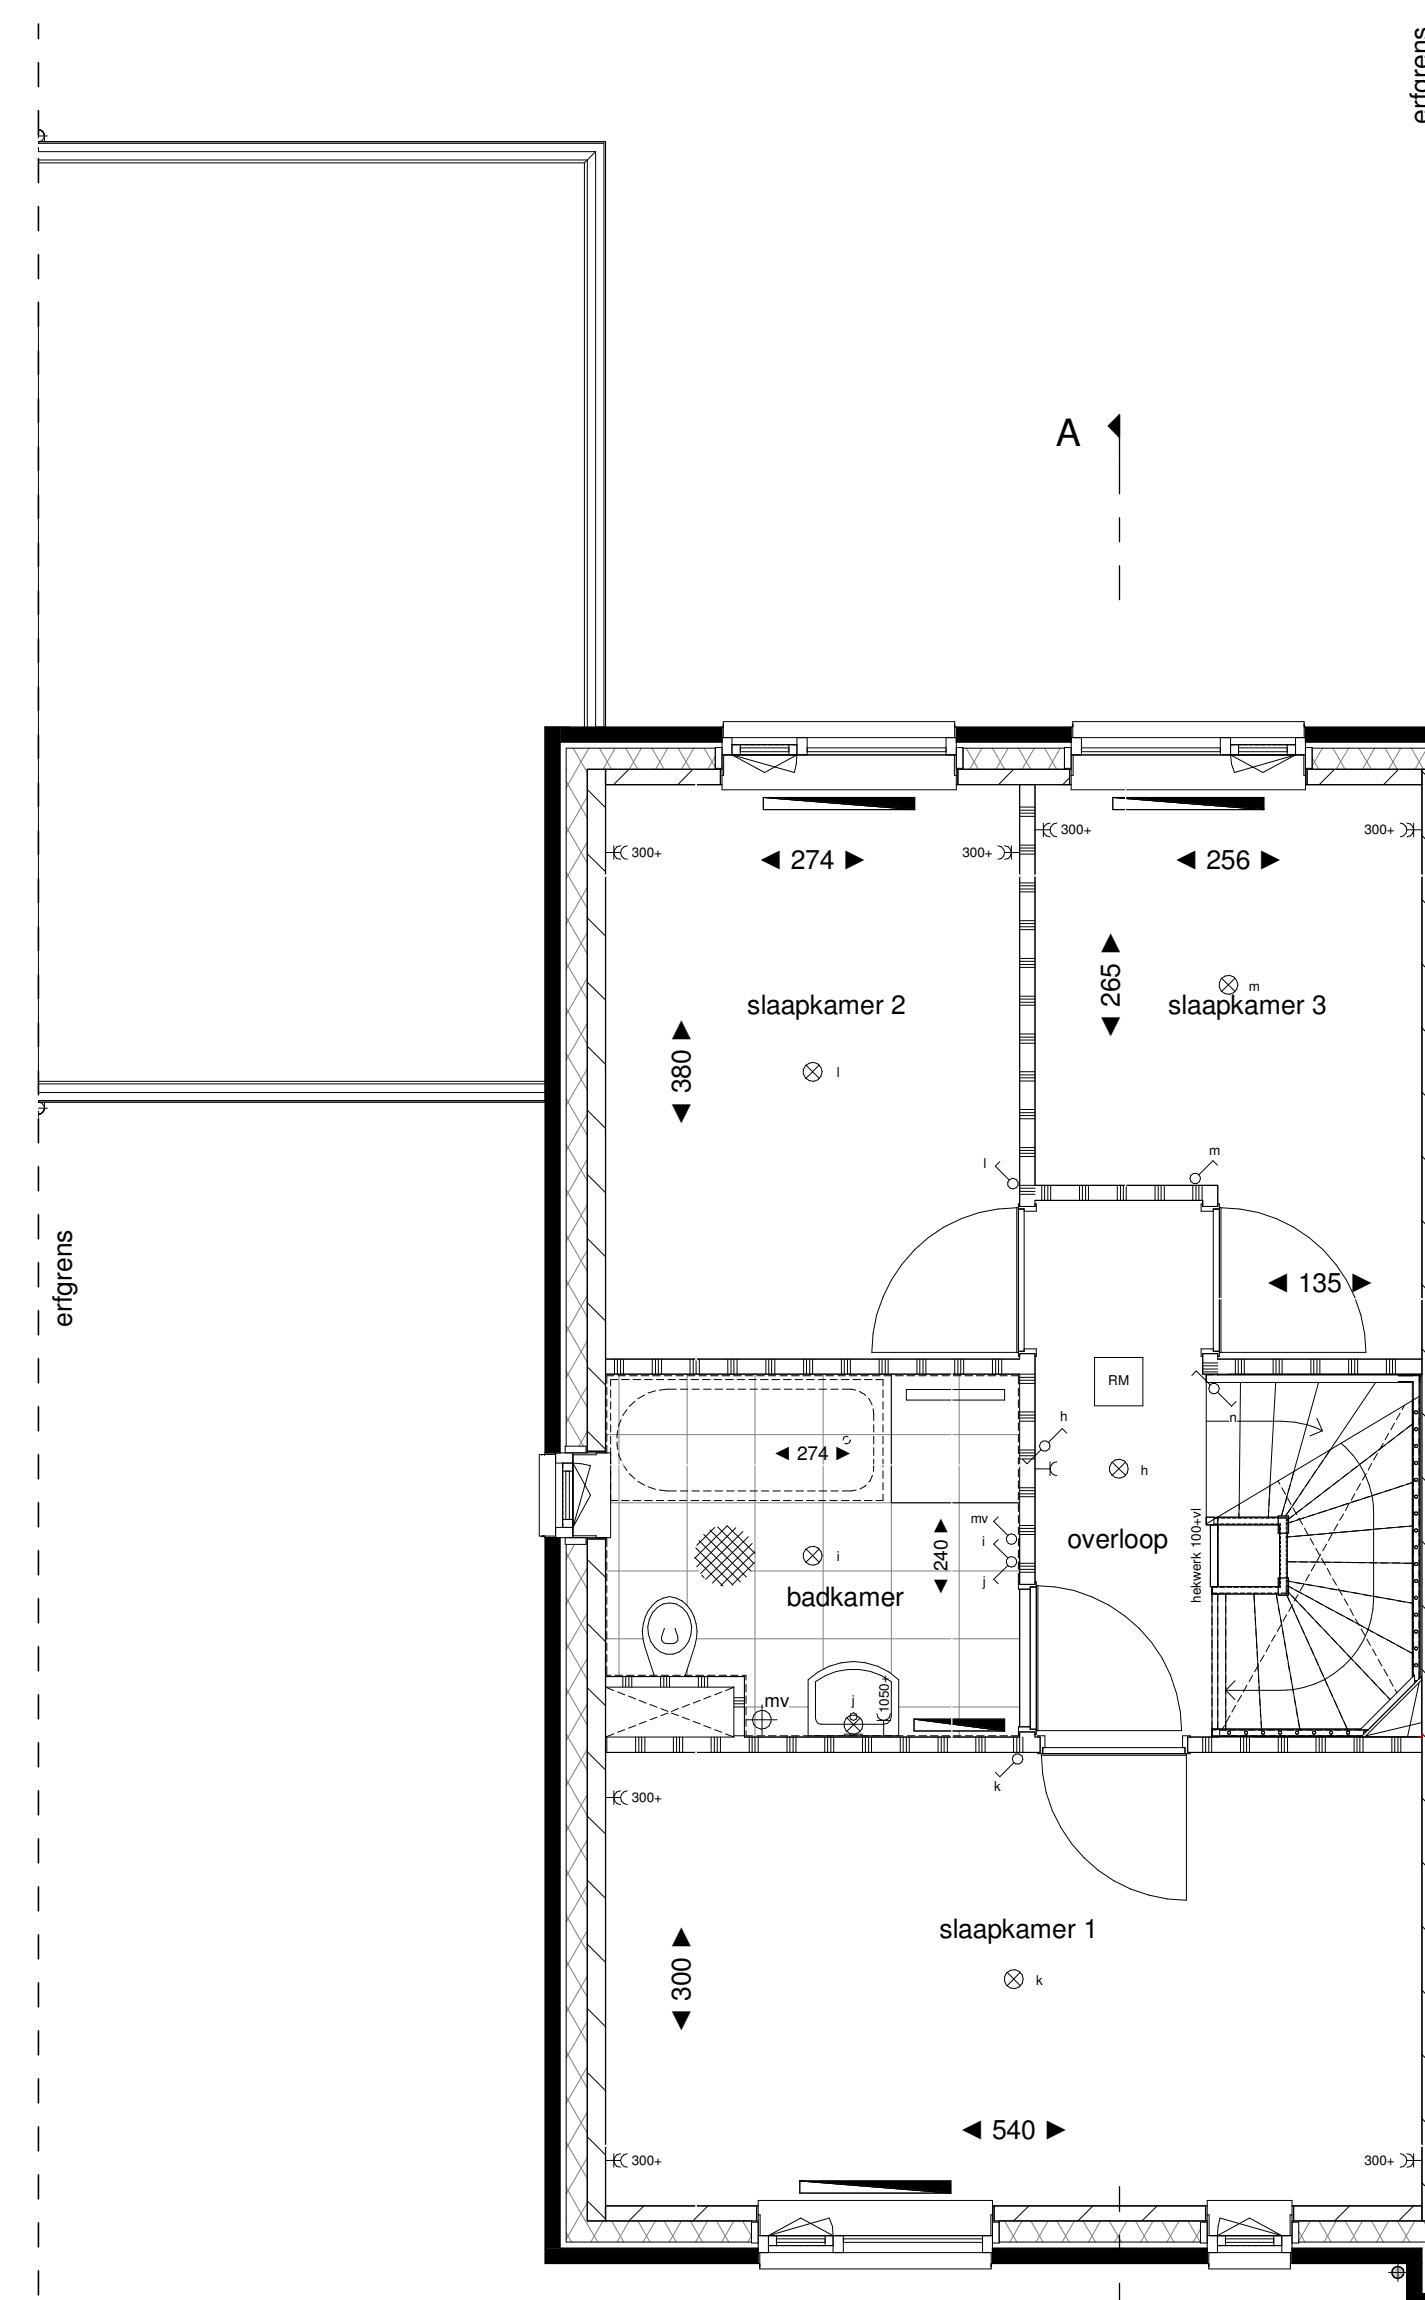 erfgrens
A
300+
300+
300+
300+
274
256
265
slaapkamer 2
m
slaapkamer 3
380
l
l
m
erfgrens
135
RM
h
n
274
h
mv
i
j
240
i
overloop
hekwerk 100+vl
badkamer
mv
j
1050+
k
300+
slaapkamer 1
300
k
540
300+
300+